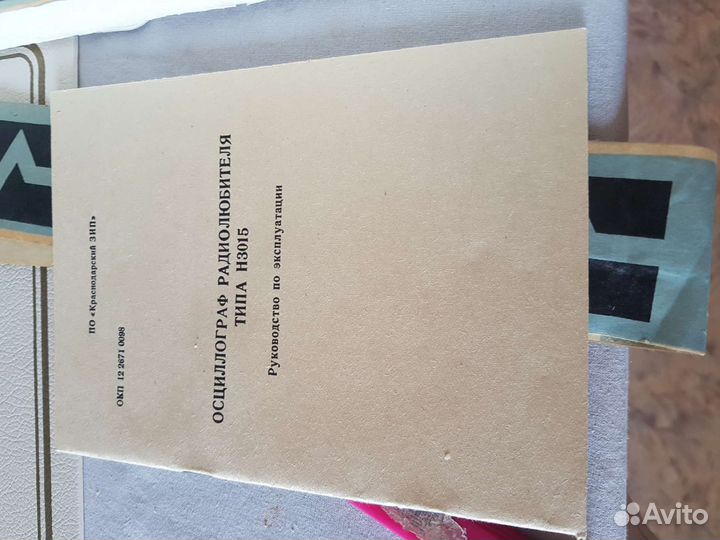 ПО «Краснодарский ЗИП»
ОКП 12 2671 0098
ОСЦИЛЛОГРАФ РАДИОЛЮБИТЕЛЯ
ТИПА Н3015
Руководство по эксплуатации
Avito